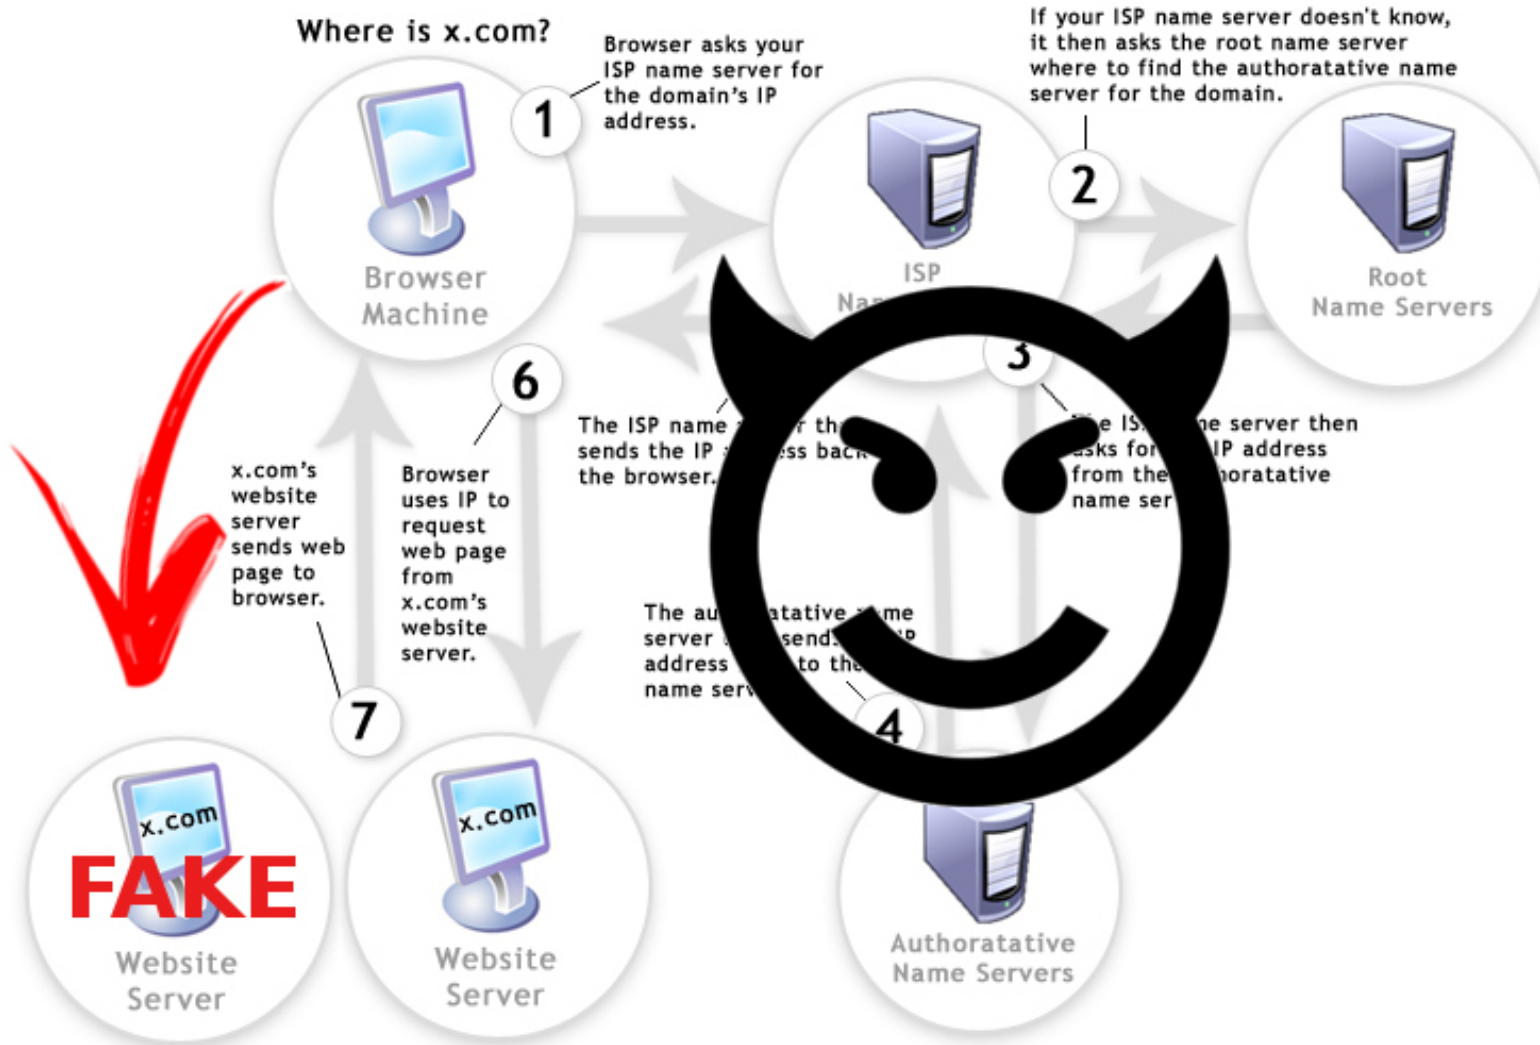 Where is x.com?
Browser asks your
ISP name server for
the domain's IP
address.
1
If your ISP name server doesn't know,
it then asks the root name server
where to find the authoratative name
server for the domain.
2
Browser
Machine
ISP
Root
Name Servers
3
server then
asks for IP address
from the
name
6
The ISP name
sends the IP back
the browser.
x.com's
website
server
sends web
page to
browser.
Browser
uses IP to
request
web page
from
x.com's
website
server.
The
server
address to the
name
7
4
x.com
FAKE
Website
Server
x.com
Website
Server
Authoratative
Name Servers